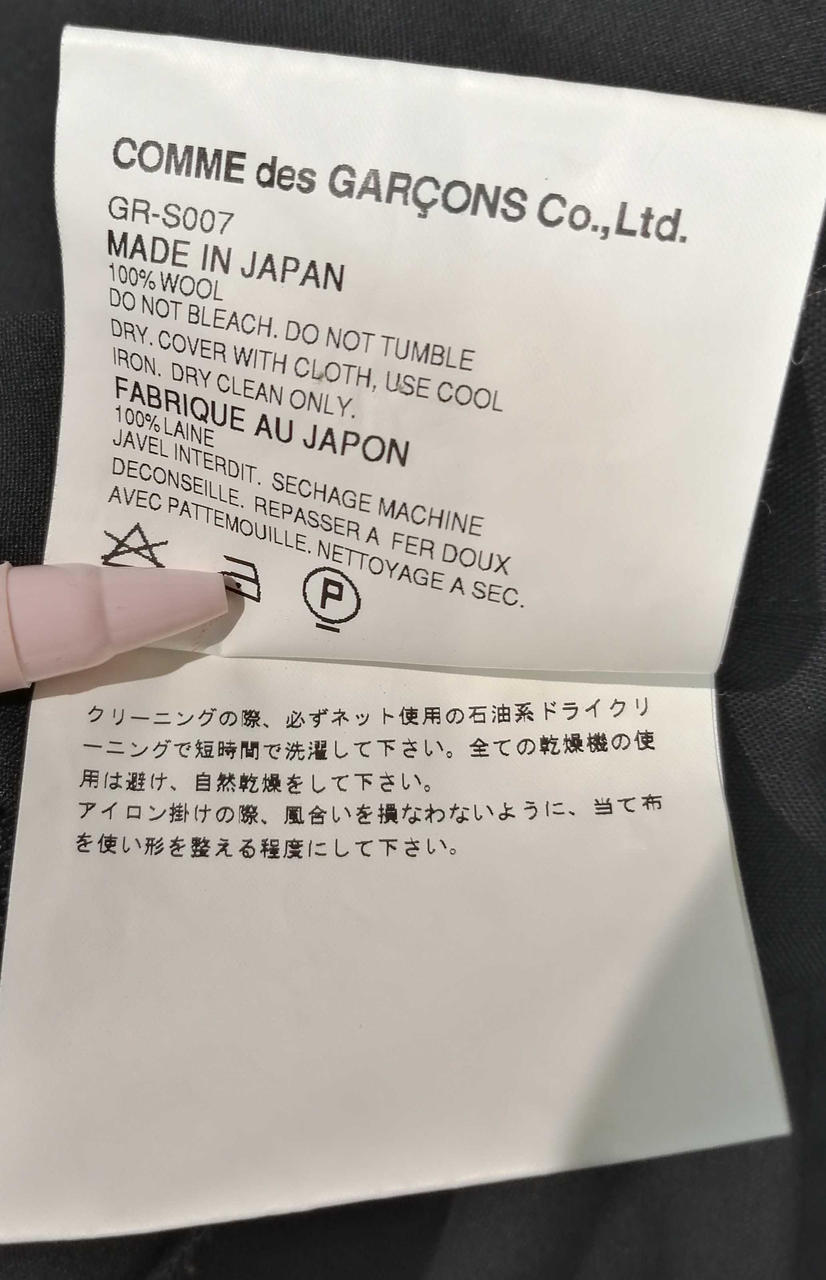 COMME des GARÇONS Co.,Ltd.
GR-S007
MADE IN JAPAN
100% WOOL
DO NOT BLEACH. DO NOT TUMBLE
DRY. COVER WITH CLOTH, USE COOL
IRON. DRY CLEAN ONLY.
FABRIQUE AU JAPON
100% LAINE
JAVEL INTERDIT. SECHAGE MACHINE
DECONSEILLE. REPASSER A FER DOUX
AVEC PATTEMOUILLE. NETTOYAGE A SEC.
P
クリーニングの際、必ずネット使用の石油系ドライクリ
ーニングで短時間で洗濯して下さい。全ての乾燥機の使
用は避け、自然乾燥をして下さい。
アイロン掛けの際、風合いを損なわないように、当て布
を使い形を整える程度にして下さい。